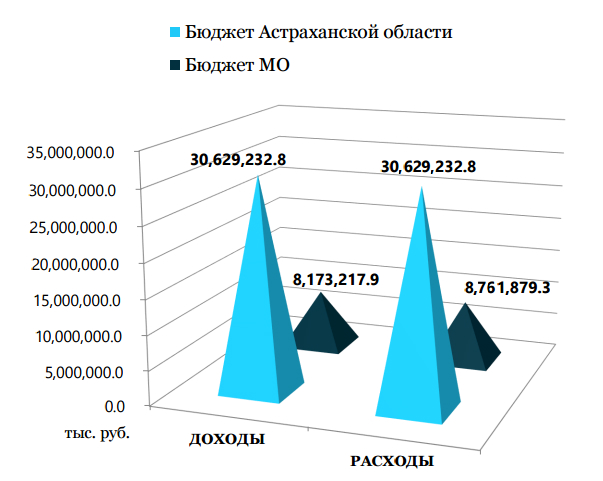 Бюджет Астраханской области
Бюджет МО
35,000,000.0
30,000,000.0
25,000,000.0
20,000,000.0
15,000,000.0
10,000,000.0
5,000,000.0
0.0
тыс. руб.
30,629,232.8
30,629,232.8
8,173,217.9
8,761,879.3
ДОХОДЫ
РАСХОДЫ